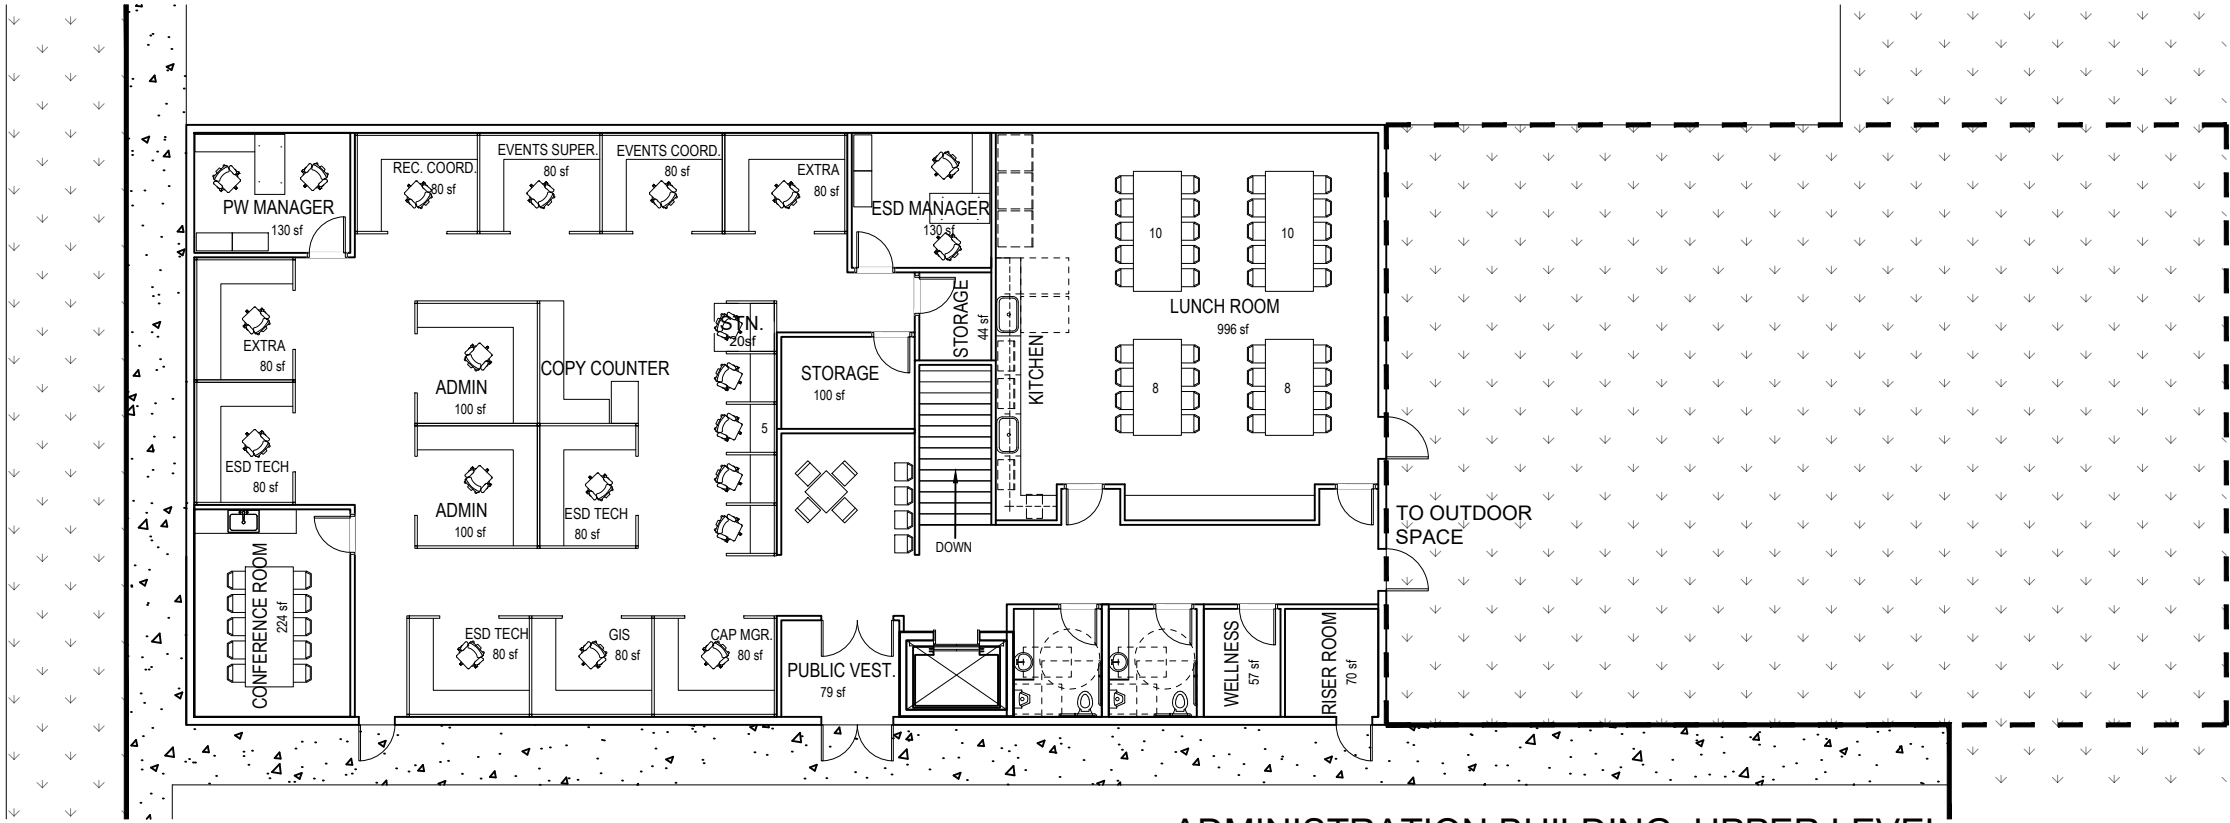 PW MANAGER
130 sf
REC. COORD.
80 sf
EVENTS SUPER.
80 sf
EVENTS COORD.
80 sf
EXTRA
80 sf
ESD MANAGER
130 sf
EXTRA
80 sf
ESD TECH
80 sf
ADMIN
100 sf
COPY COUNTER
STN.
20sf
5
STORAGE
100 sf
STORAGE
44 sf
KITCHEN
10
10
LUNCH ROOM
996 sf
8
8
ADMIN
100 sf
ESD TECH
80 sf
DOWN
TO OUTDOOR
SPACE
CONFERENCE ROOM
224 sf
ESD TECH
80 sf
GIS
80 sf
CAP MGR.
80 sf
PUBLIC VEST.
79 sf
WELLNESS
57 sf
RISER ROOM
70 sf
ADMINISTRATION BUILDING UPPER LEVEL